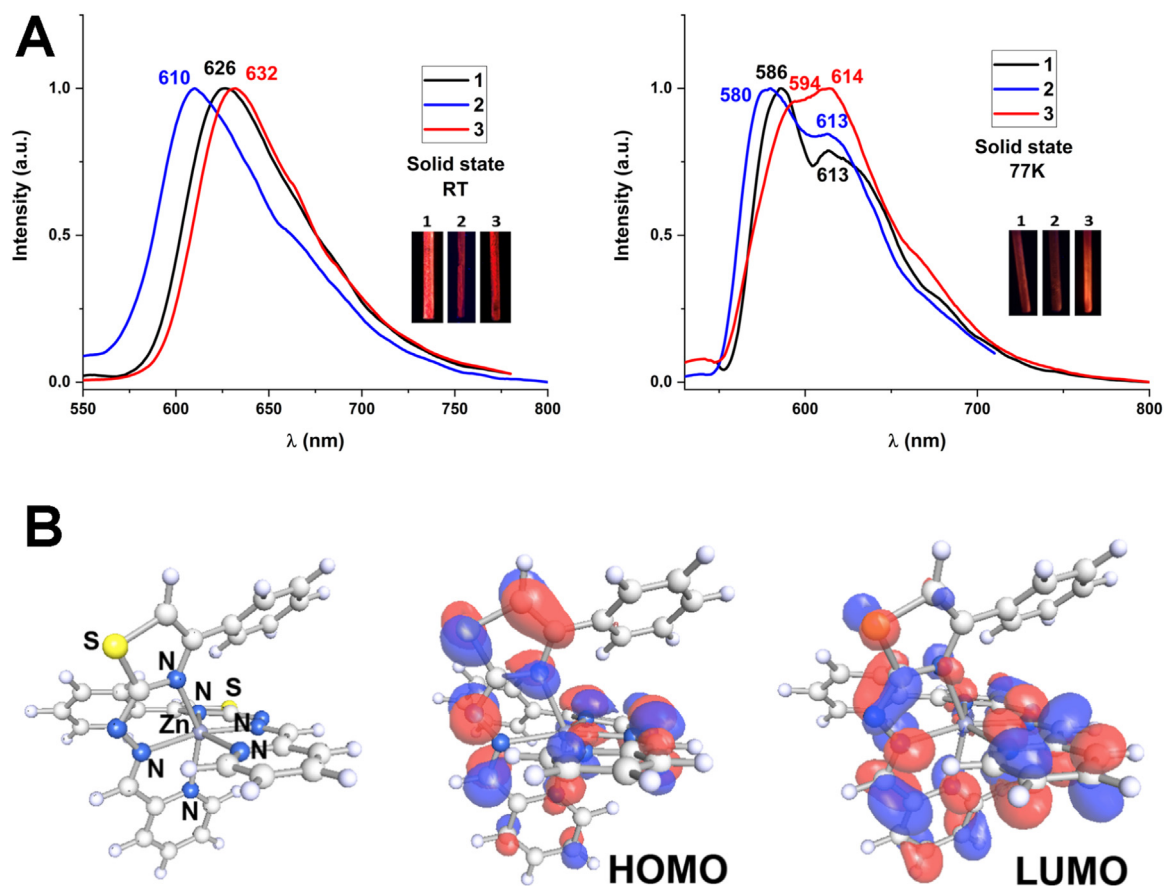 A
Intensity (a.u.)
1.0
0.5
0.0
550
600
650
700
750
800
λ (nm)
610
626
632
1
2
3
Solid state
RT
1 2 3
Intensity (a.u.)
1.0
0.5
0.0
600
700
800
λ (nm)
580
586
594
614
613
613
1
2
3
Solid state
77K
1 2 3
B
S
N
N S
Zn N
N N
N
HOMO
LUMO